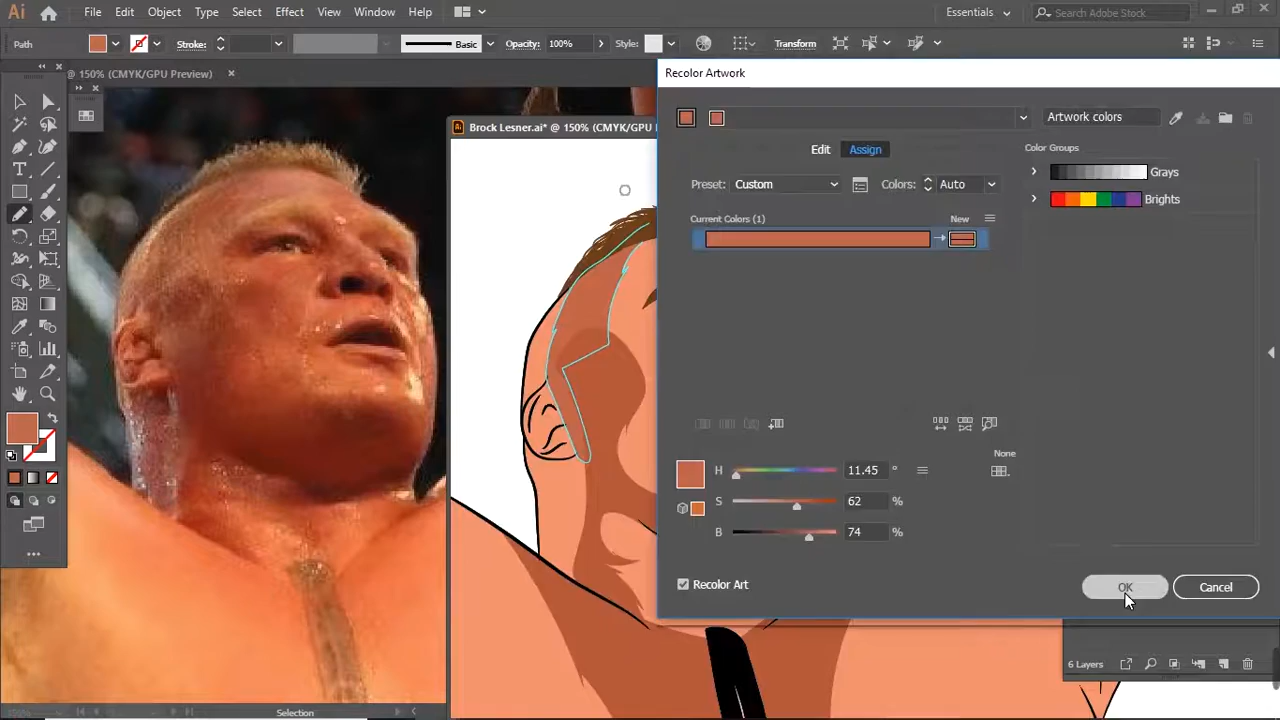 Ai File Edit Object Type Select Effect View Window Help Essentials Search Adobe Stock
Path Stroke: Basic Opacity: 100% Style: Transform
@ 150% (CMYK/GPU Preview) ×
Recolor Artwork
Ai Brock Lesner.ai* @ 150% (CMYK/GPU
Artwork colors
Edit Assign
Color Groups
Preset: Custom Colors: Auto
Grays
Brights
Current Colors (1) New
None
H 11.45 °
S 62 %
B 74 %
Recolor Art
OK Cancel
6 Layers
Selection